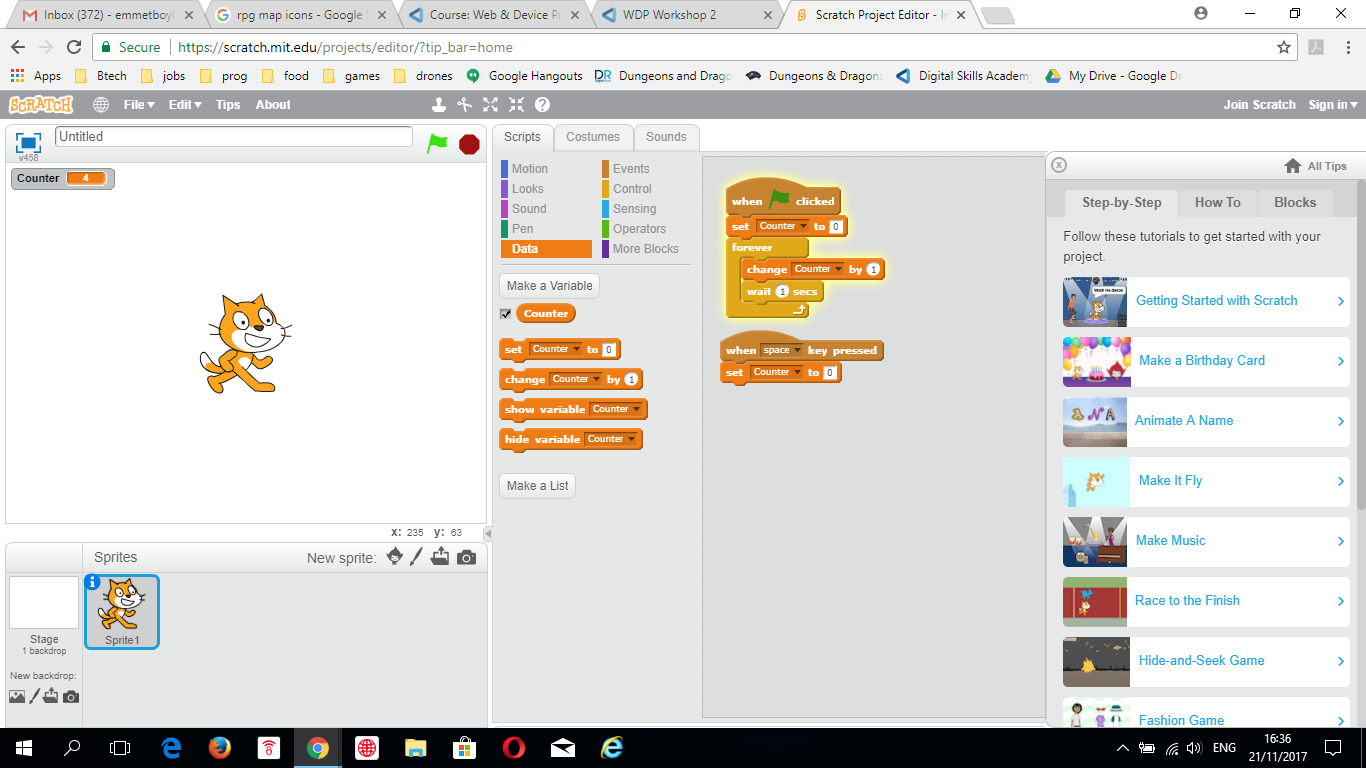 Inbox (372) - emmetboyl
rpg map icons - Google S
Course: Web & Device Pr
WDP Workshop 2
Scratch Project Editor - In
Secure
https://scratch.mit.edu/projects/editor/?tip_bar=home
Apps
Btech
jobs
prog
food
games
drones
Google Hangouts
Dungeons and Drago
Dungeons & Dragons
Digital Skills Academy
My Drive - Google Dr
SCRATCH
File
Edit
Tips
About
Join Scratch
Sign in
v458
Untitled
Counter 4
x: 235 y: 63
Scripts
Costumes
Sounds
Motion
Events
Looks
Control
Sound
Sensing
Pen
Operators
Data
More Blocks
Make a Variable
Counter
set Counter to 0
change Counter by 1
show variable Counter
hide variable Counter
Make a List
when clicked
set Counter to 0
forever
change Counter by 1
wait 1 secs
when space key pressed
set Counter to 0
All Tips
Step-by-Step
How To
Blocks
Follow these tutorials to get started with your
project.
Getting Started with Scratch
Make a Birthday Card
Animate A Name
Make It Fly
Make Music
Race to the Finish
Hide-and-Seek Game
Fashion Game
Sprites
New sprite:
Stage
1 backdrop
New backdrop:
Sprite1
ENG
16:36
21/11/2017